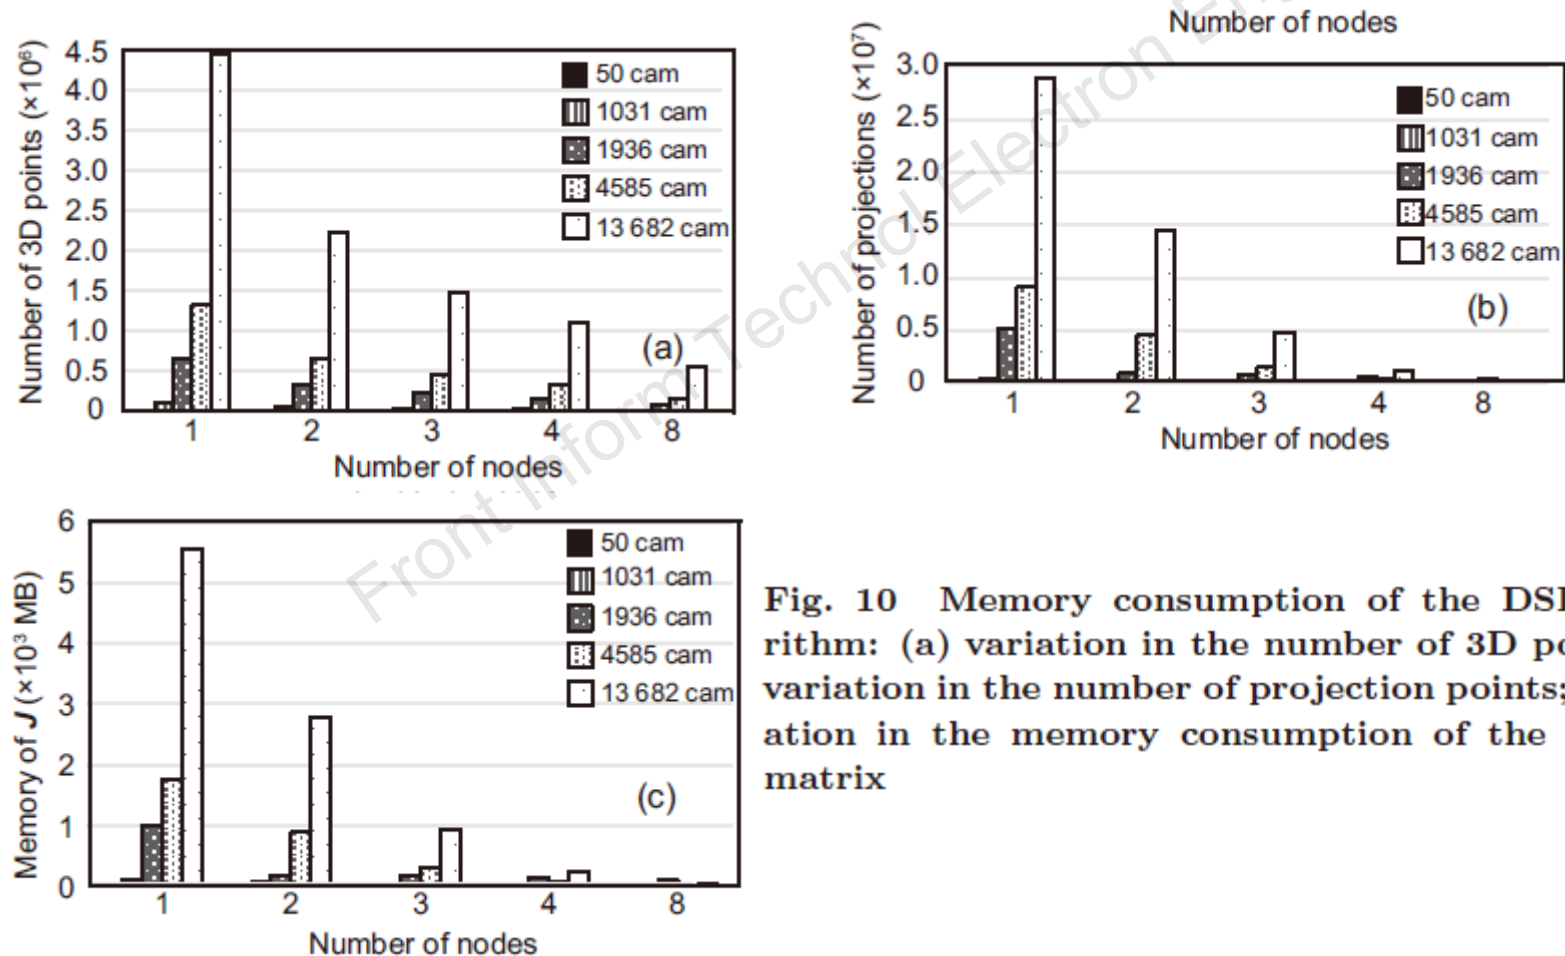 Number of 3D points (×10⁶)
4.5
4.0
3.5
3.0
2.5
2.0
1.5
1.0
0.5
0
50 cam
1031 cam
1936 cam
4585 cam
13 682 cam
(a)
1 2 3 4 8
Number of nodes
Number of nodes
Number of projections (×10⁷)
3.0
2.5
2.0
1.5
1.0
0.5
0
50 cam
1031 cam
1936 cam
4585 cam
13 682 cam
(b)
1 2 3 4 8
Number of nodes
Memory of J (×10³ MB)
6
5
4
3
2
1
0
50 cam
1031 cam
1936 cam
4585 cam
13 682 cam
(c)
1 2 3 4 8
Number of nodes
Fig. 10 Memory consumption of the
rithm: (a) variation in the number of 3D
variation in the number of projection points;
ation in the memory consumption of the
matrix
Front Inform Technol Electron